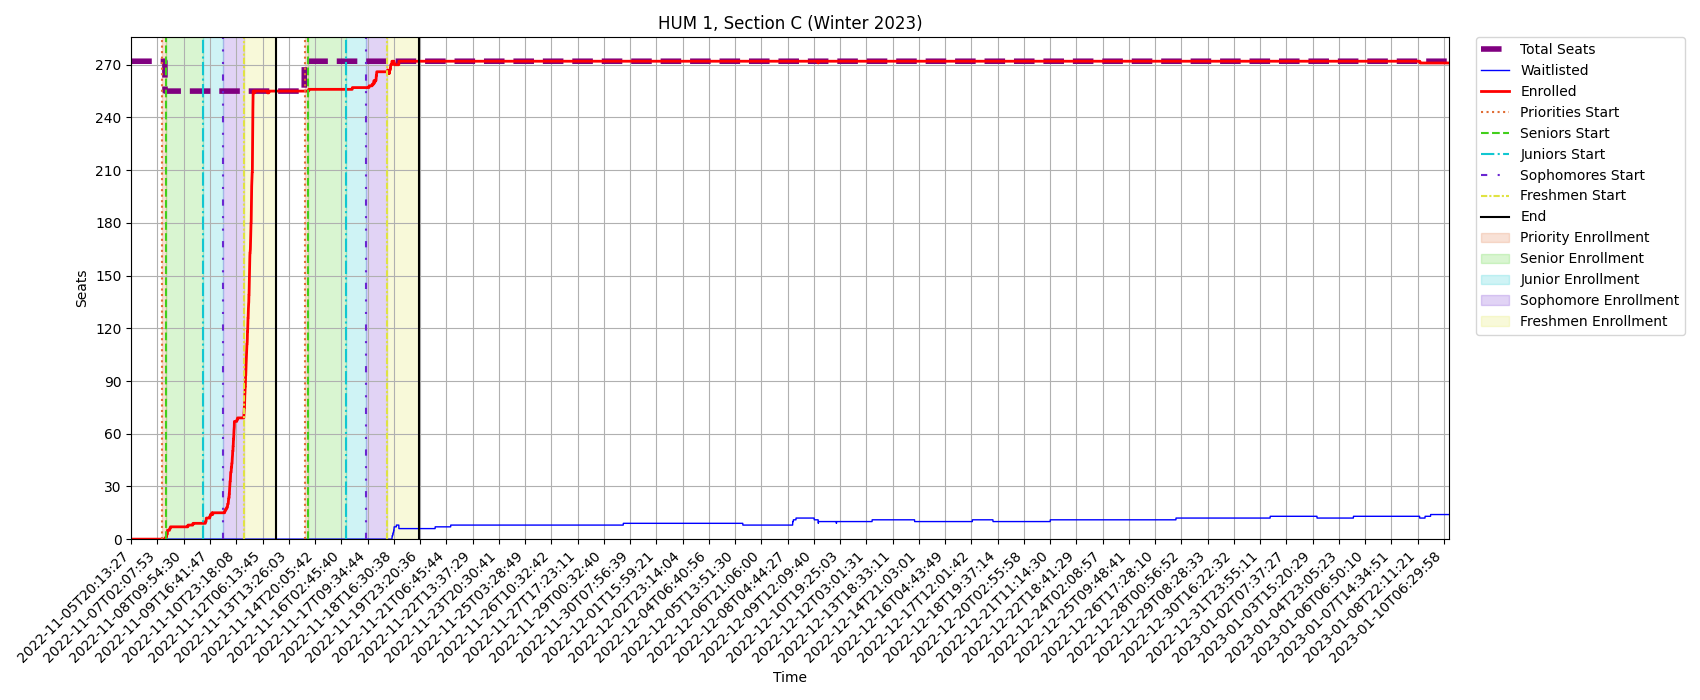 HUM 1, Section C (Winter 2023)
Seats
270
240
210
180
150
120
90
60
30
0
2022-11-05T20:13:27
2022-11-07T02:07:53
2022-11-08T09:54:30
2022-11-09T16:41:47
2022-11-10T23:18:08
2022-11-12T06:13:45
2022-11-13T13:26:03
2022-11-14T20:05:42
2022-11-16T02:45:40
2022-11-17T09:34:44
2022-11-18T16:30:38
2022-11-19T23:20:36
2022-11-21T06:45:44
2022-11-22T13:37:29
2022-11-23T20:30:41
2022-11-25T03:28:49
2022-11-26T10:32:42
2022-11-27T17:23:11
2022-11-29T00:32:40
2022-11-30T07:56:39
2022-12-01T15:59:21
2022-12-02T23:14:04
2022-12-04T06:40:56
2022-12-05T13:51:30
2022-12-06T21:06:00
2022-12-08T04:44:27
2022-12-09T12:09:40
2022-12-10T19:25:03
2022-12-12T03:01:31
2022-12-13T18:33:11
2022-12-14T21:03:01
2022-12-16T04:43:49
2022-12-17T12:01:42
2022-12-18T19:37:14
2022-12-20T02:55:58
2022-12-21T11:14:30
2022-12-22T18:41:29
2022-12-24T02:08:57
2022-12-25T09:48:41
2022-12-26T17:28:10
2022-12-28T00:56:52
2022-12-29T08:28:33
2022-12-30T16:22:32
2022-12-31T23:55:11
2023-01-02T07:37:27
2023-01-03T15:20:29
2023-01-04T23:05:23
2023-01-06T06:50:10
2023-01-07T14:34:51
2023-01-08T22:11:21
2023-01-10T06:29:58
Time
Total Seats
Waitlisted
Enrolled
Priorities Start
Seniors Start
Juniors Start
Sophomores Start
Freshmen Start
End
Priority Enrollment
Senior Enrollment
Junior Enrollment
Sophomore Enrollment
Freshmen Enrollment